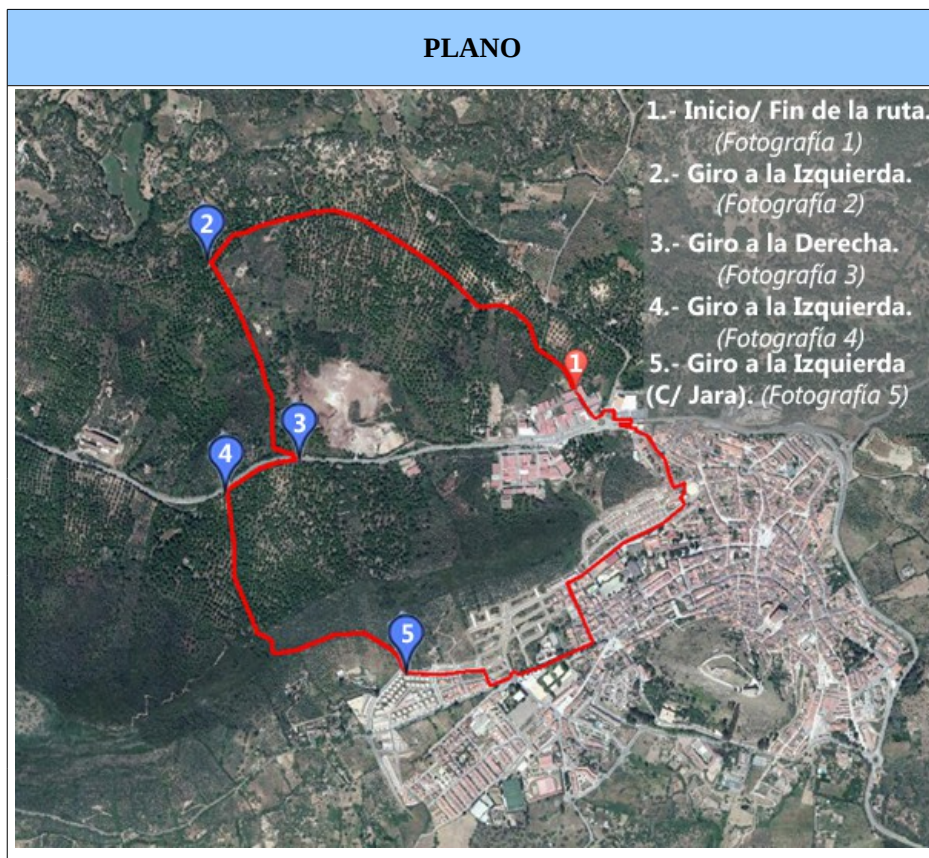 PLANO
1.- Inicio/ Fin de la ruta.
(Fotografía 1)
2.- Giro a la Izquierda.
(Fotografía 2)
3.- Giro a la Derecha.
(Fotografía 3)
4.- Giro a la Izquierda.
(Fotografía 4)
5.- Giro a la Izquierda
(C/ Jara). (Fotografía 5)
2
1
3
4
5